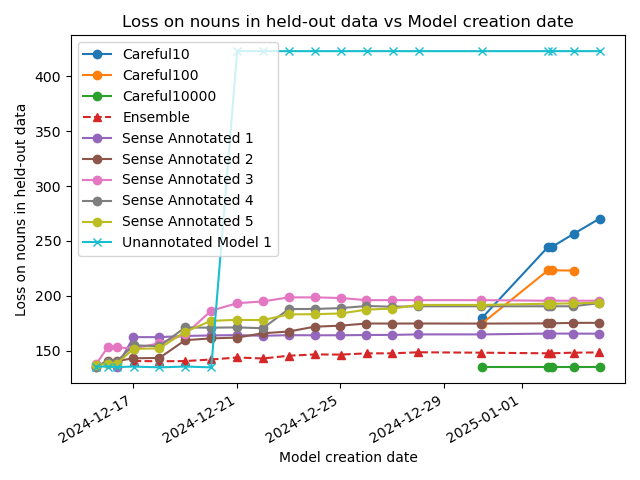 Loss on nouns in held-out data vs Model creation date
Careful10
Careful100
Careful10000
Ensemble
Sense Annotated 1
Sense Annotated 2
Sense Annotated 3
Sense Annotated 4
Sense Annotated 5
Unannotated Model 1
Loss on nouns in held-out data
400
350
300
250
200
150
2024-12-17
2024-12-21
2024-12-25
2024-12-29
2025-01-01
Model creation date